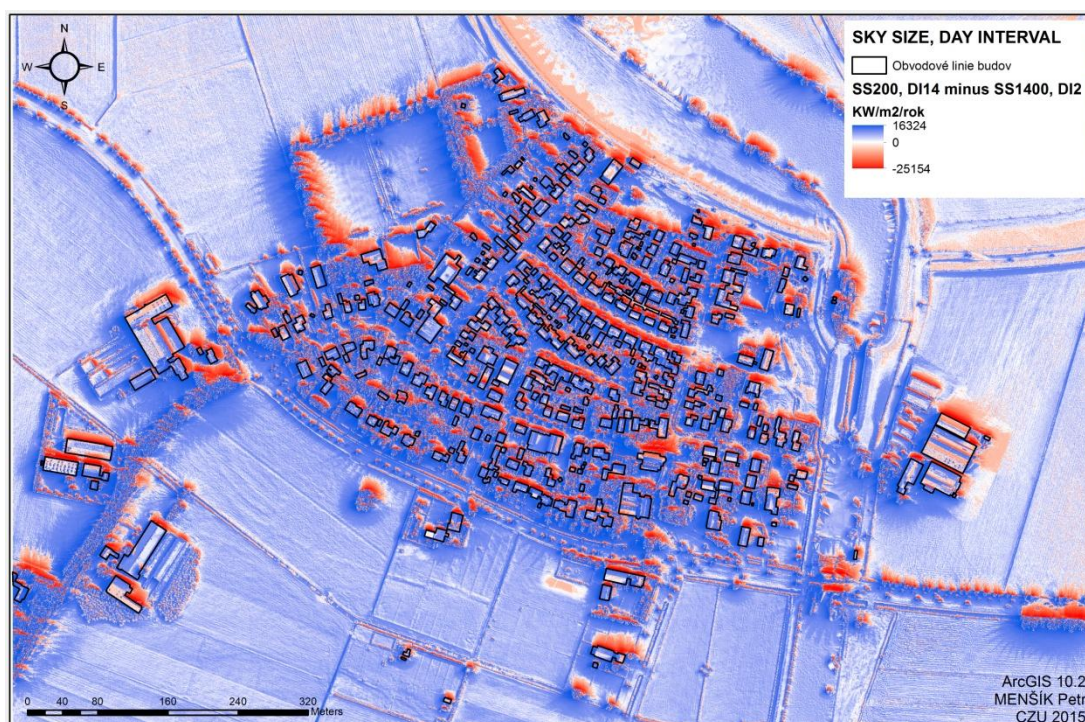 N
W E
S
SKY SIZE, DAY INTERVAL
Obvodové linie budov
SS200, DI14 minus SS1400, DI2
KW/m2/rok
16324
0
-25154
0 40 80 160 240 320
Meters
ArcGIS 10.2
MENŠÍK Petr
CZU 2015